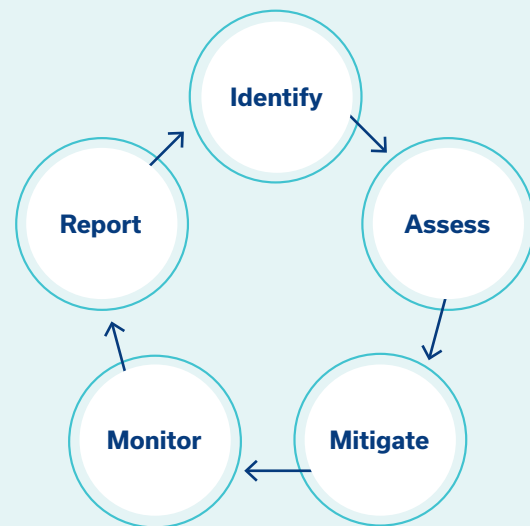 Identify
Assess
Mitigate
Monitor
Report